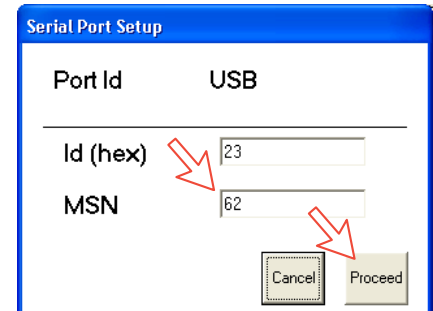 Serial Port Setup
Port Id USB
Id (hex) 23
MSN 62
Cancel Proceed